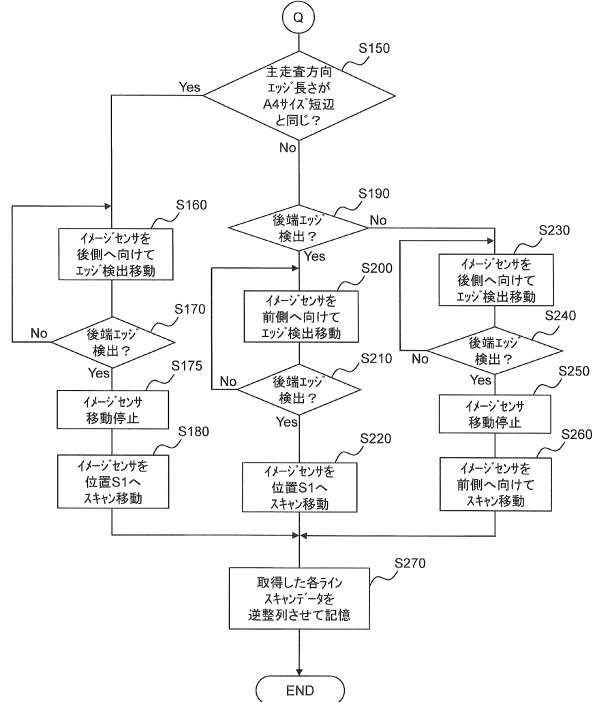 Q
S150
主走査方向
エッジ長さが
A4サイズ短辺
と同じ？
Yes
No
S160
イメージセンサを
後側へ向けて
エッジ検出移動
S170
後端エッジ
検出？
No
Yes
S175
イメージセンサ
移動停止
S180
イメージセンサを
位置S1へ
スキャン移動
S190
後端エッジ
検出？
No
Yes
S200
イメージセンサを
前側へ向けて
エッジ検出移動
S210
後端エッジ
検出？
No
Yes
S220
イメージセンサを
位置S1へ
スキャン移動
S230
イメージセンサを
後側へ向けて
エッジ検出移動
S240
後端エッジ
検出？
No
Yes
S250
イメージセンサ
移動停止
S260
イメージセンサを
前側へ向けて
スキャン移動
S270
取得した各ライン
スキャンデータを
逆整列させて記憶
END